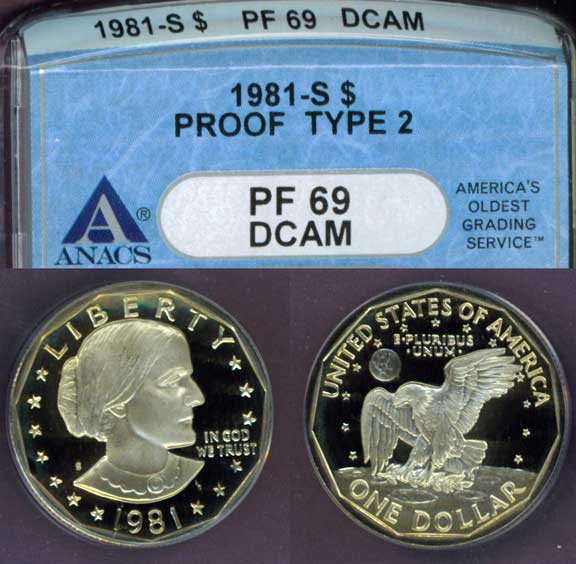 1981-S $ PF 69 DCAM
1981-S $
PROOF TYPE 2
PF 69
DCAM
ANACS ®
AMERICA'S
OLDEST
GRADING
SERVICE™
LIBERTY
IN GOD
WE TRUST
S
1981
UNITED STATES OF AMERICA
E·PLURIBUS
·UNUM·
ONE DOLLAR